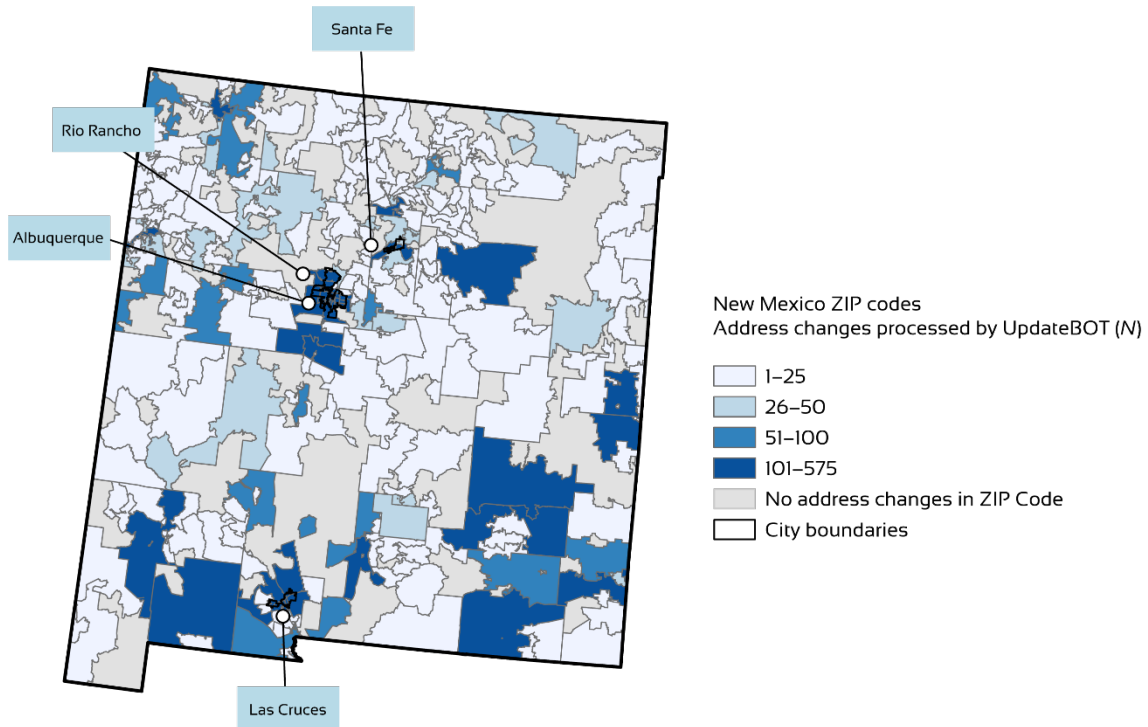 Santa Fe
Rio Rancho
Albuquerque
New Mexico ZIP codes
Address changes processed by UpdateBOT (N)
1–25
26–50
51–100
101–575
No address changes in ZIP Code
City boundaries
Las Cruces